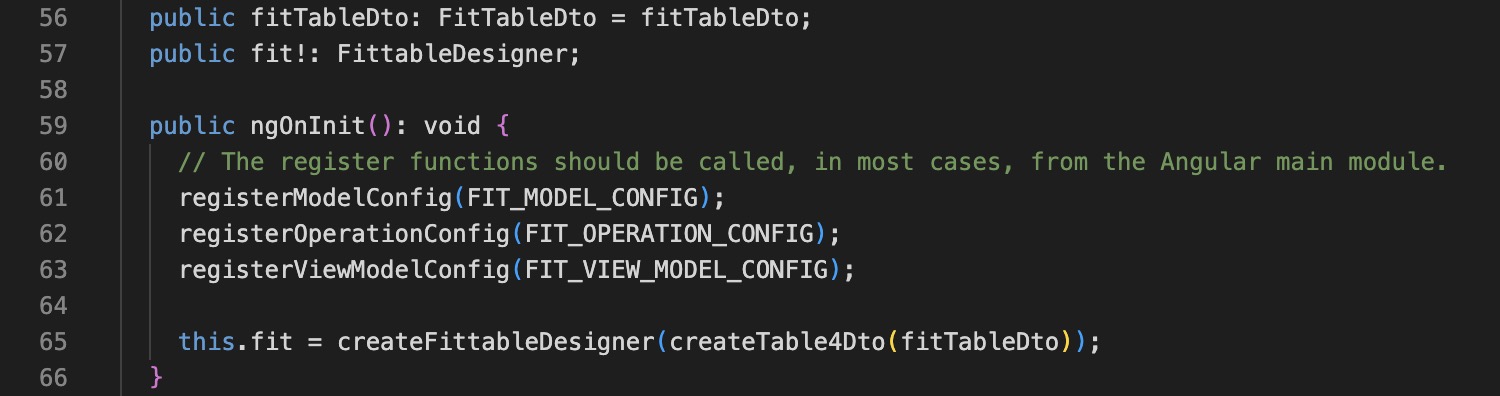 56 public fitTableDto: FitTableDto = fitTableDto;
57 public fit!: FittableDesigner;
58
59 public ngOnInit(): void {
60 // The register functions should be called, in most cases, from the Angular main module.
61 registerModelConfig(FIT_MODEL_CONFIG);
62 registerOperationConfig(FIT_OPERATION_CONFIG);
63 registerViewModelConfig(FIT_VIEW_MODEL_CONFIG);
64
65 this.fit = createFittableDesigner(createTable4Dto(fitTableDto));
66 }